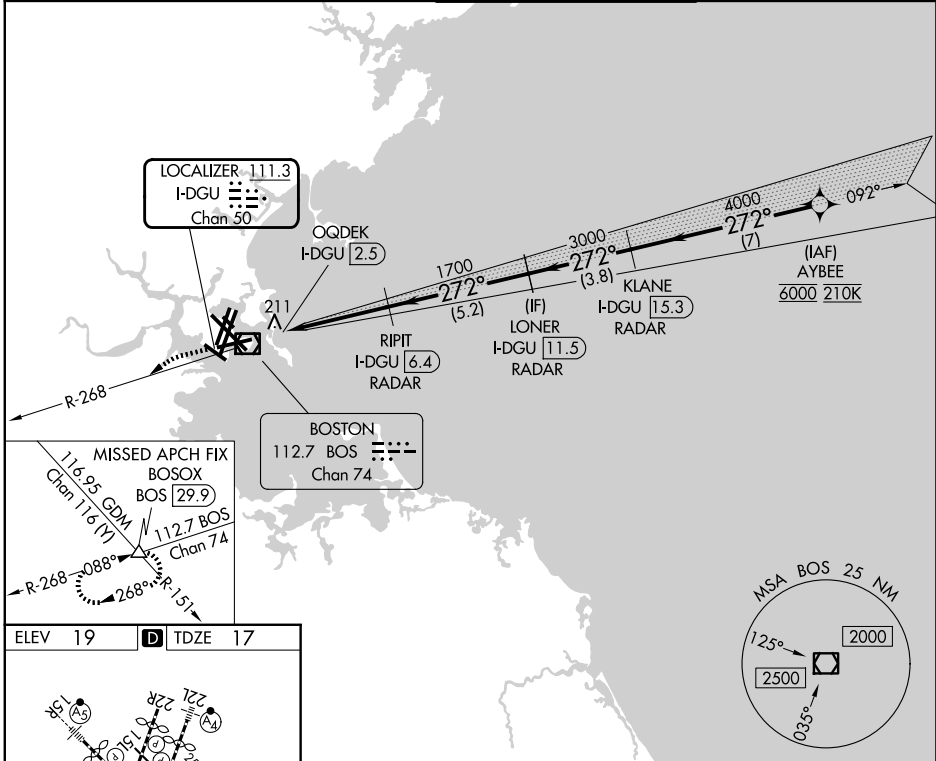 LOCALIZER 111.3
I-DGU
Chan 50
OQDEK
I-DGU 2.5
211
1700
272°
(5.2)
3000
272°
(3.8)
4000
272°
(7)
092°
(IAF)
AYBEE
6000 210K
KLANE
I-DGU 15.3
RADAR
(IF)
LONER
I-DGU 11.5
RADAR
RIPIT
I-DGU 6.4
RADAR
R-268
BOSTON
112.7 BOS
Chan 74
MISSED APCH FIX
BOSOX
BOS 29.9
116.95 GDM
Chan 116 (Y)
112.7 BOS
Chan 74
R-268
088°
268°
R-151
MSA BOS 25 NM
125°
2000
2500
035°
ELEV 19
D
TDZE 17
15R
A5
15L
22R
22L
A4
P
P